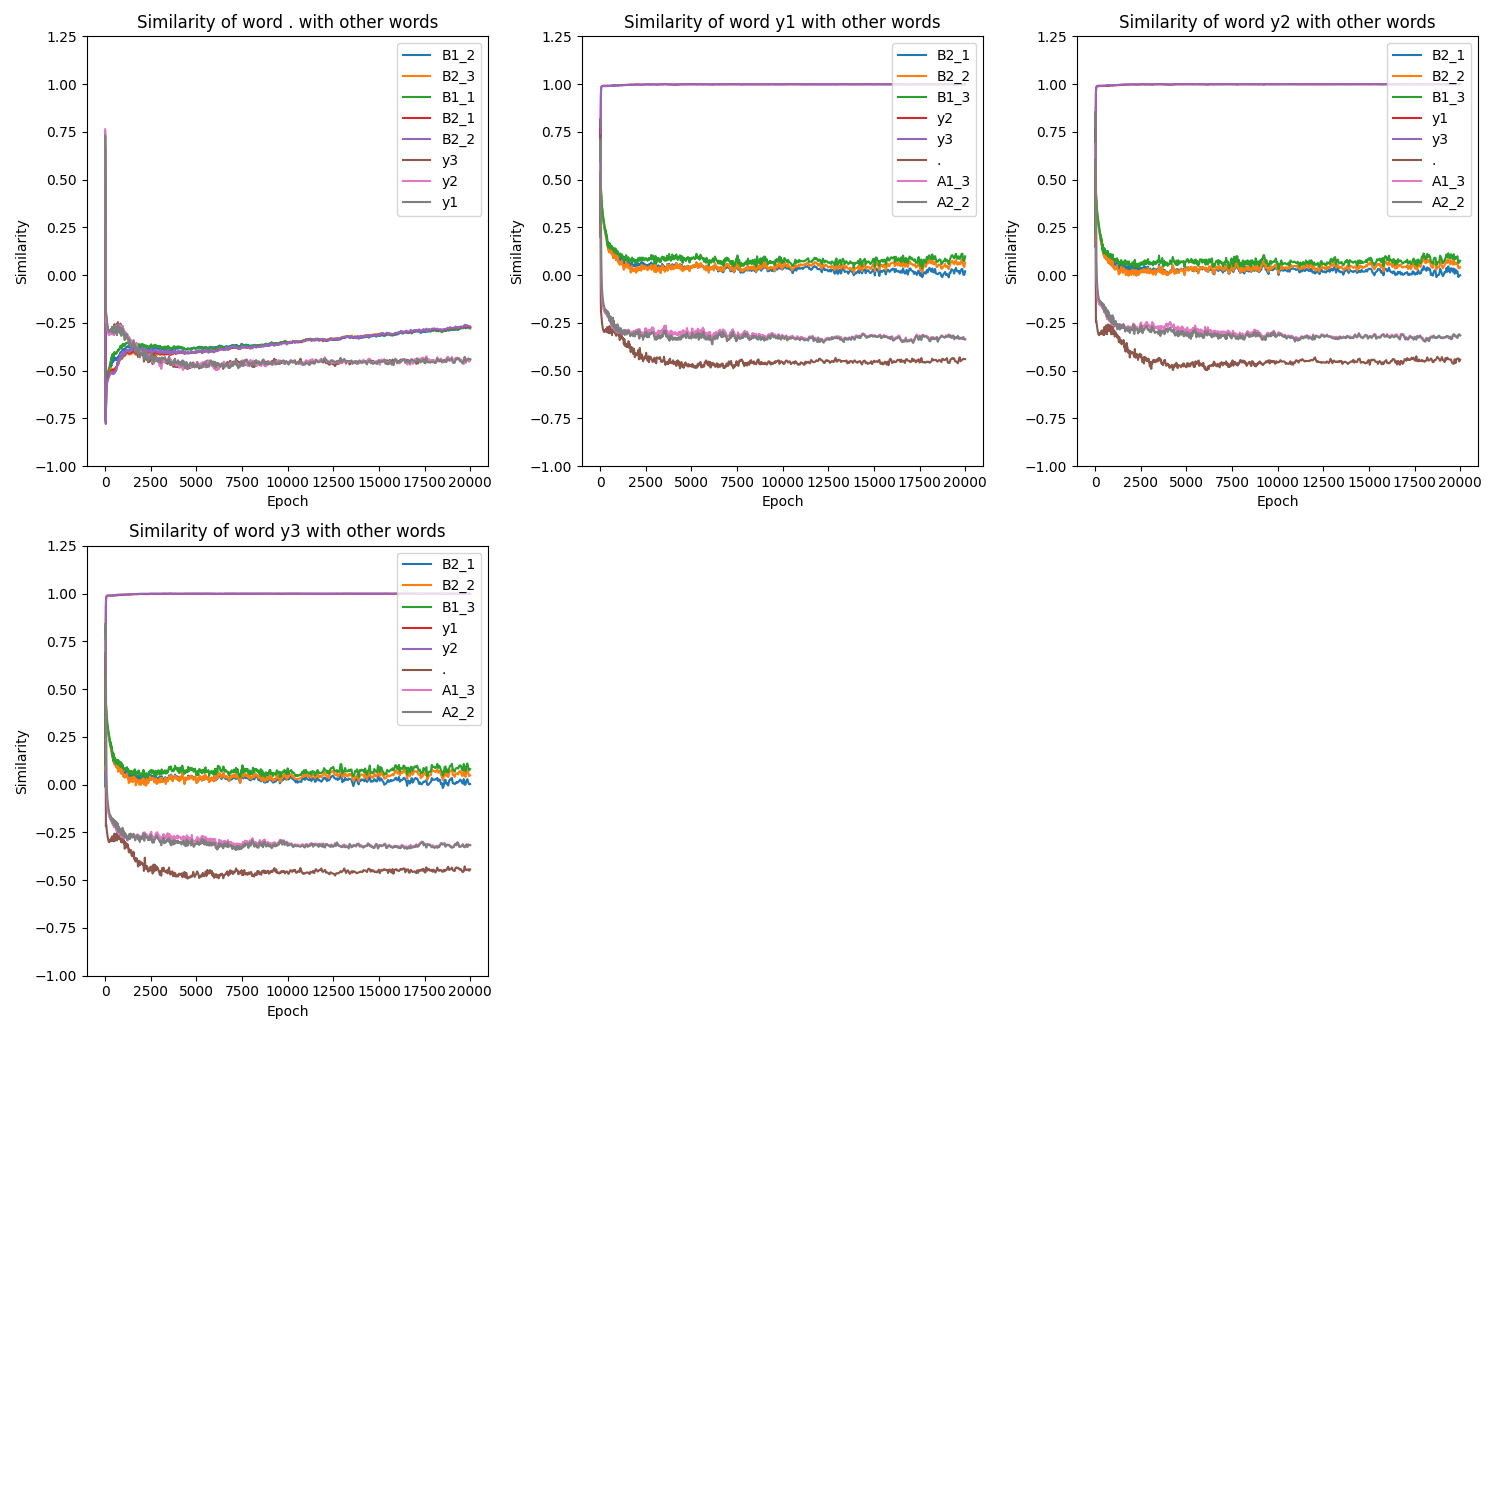 Similarity of word . with other words
1.25
1.00
0.75
0.50
0.25
0.00
−0.25
−0.50
−0.75
−1.00
Similarity
0 2500 5000 7500 10000 12500 15000 17500 20000
Epoch
B1_2
B2_3
B1_1
B2_1
B2_2
y3
y2
y1
Similarity of word y1 with other words
1.25
1.00
0.75
0.50
0.25
0.00
−0.25
−0.50
−0.75
−1.00
Similarity
0 2500 5000 7500 10000 12500 15000 17500 20000
Epoch
B2_1
B2_2
B1_3
y2
y3
.
A1_3
A2_2
Similarity of word y2 with other words
1.25
1.00
0.75
0.50
0.25
0.00
−0.25
−0.50
−0.75
−1.00
Similarity
0 2500 5000 7500 10000 12500 15000 17500 20000
Epoch
B2_1
B2_2
B1_3
y1
y3
.
A1_3
A2_2
Similarity of word y3 with other words
1.25
1.00
0.75
0.50
0.25
0.00
−0.25
−0.50
−0.75
−1.00
Similarity
0 2500 5000 7500 10000 12500 15000 17500 20000
Epoch
B2_1
B2_2
B1_3
y1
y2
.
A1_3
A2_2